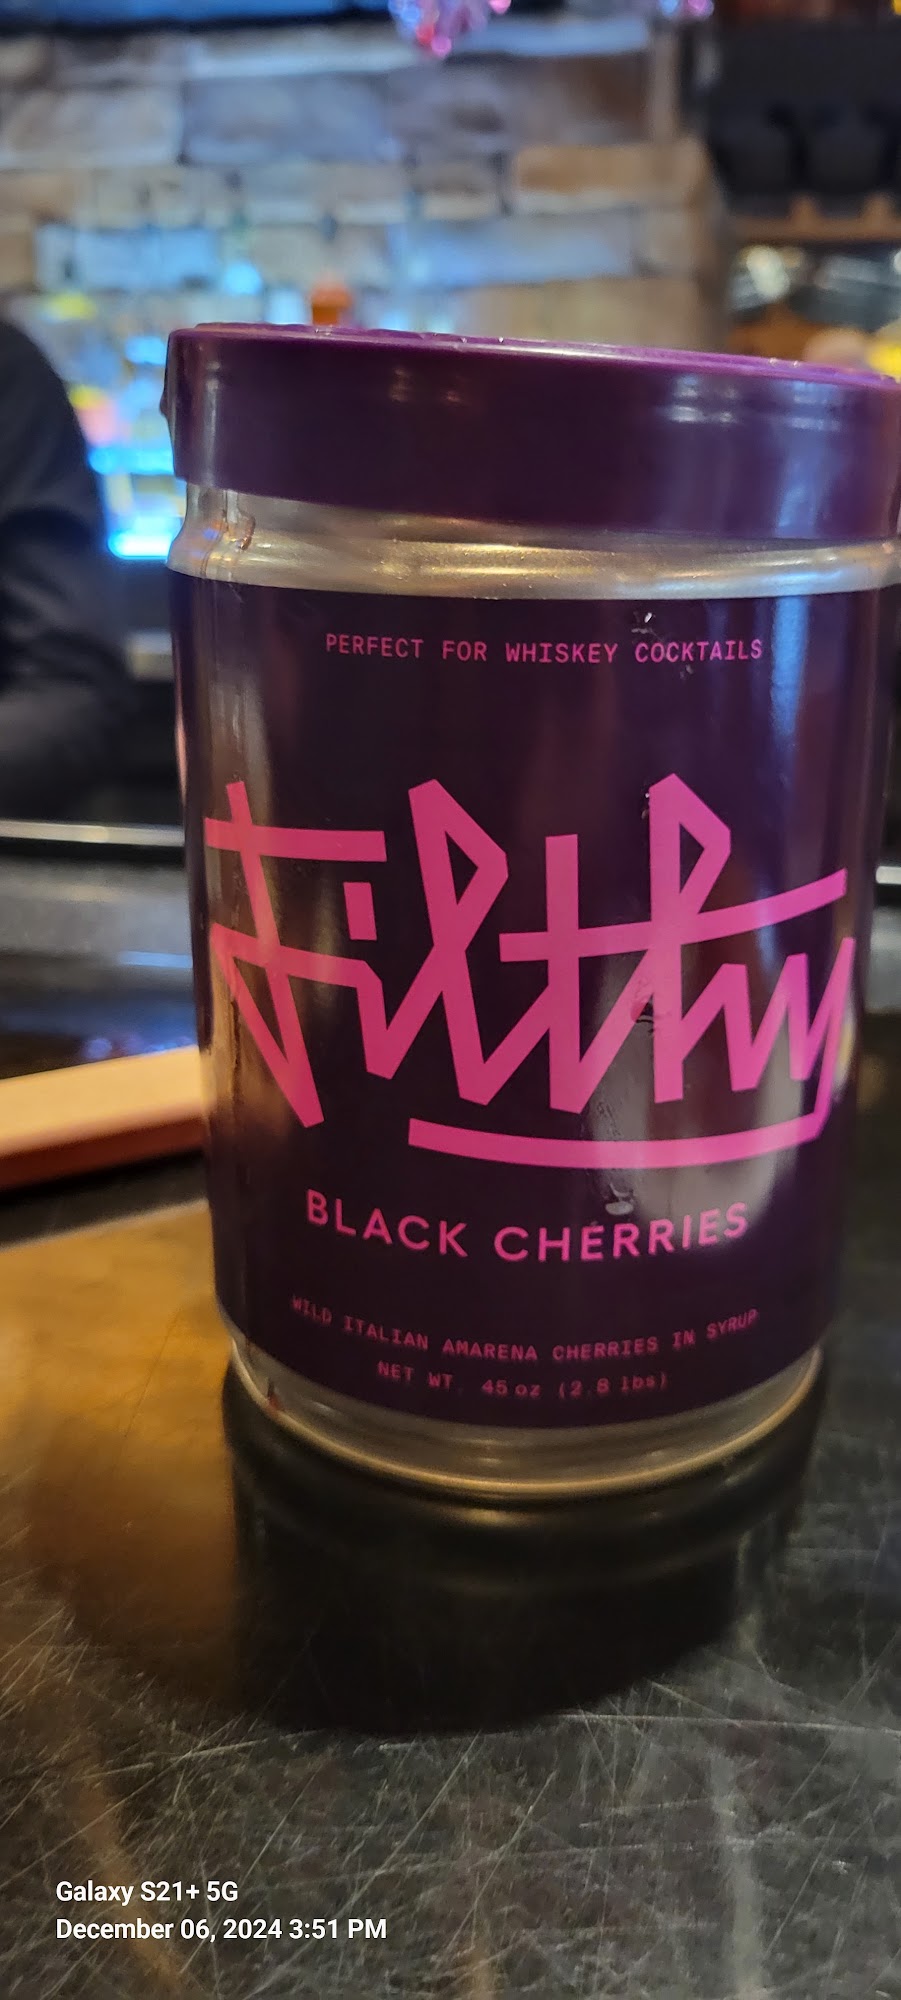 PERFECT FOR WHISKEY COCKTAILS
Filthy
BLACK CHERRIES
WILD ITALIAN AMARENA CHERRIES IN SYRUP
NET WT. 45 oz (2.8 lbs)
Galaxy S21+ 5G
December 06, 2024 3:51 PM